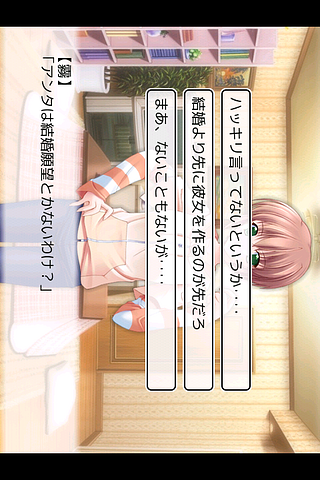 ハッキリ言ってないというか‥‥
結婚より先に彼女を作るのが先だろ
まあ、ないこともないが‥‥
【霧】
「アンタは結婚願望とかないわけ？」